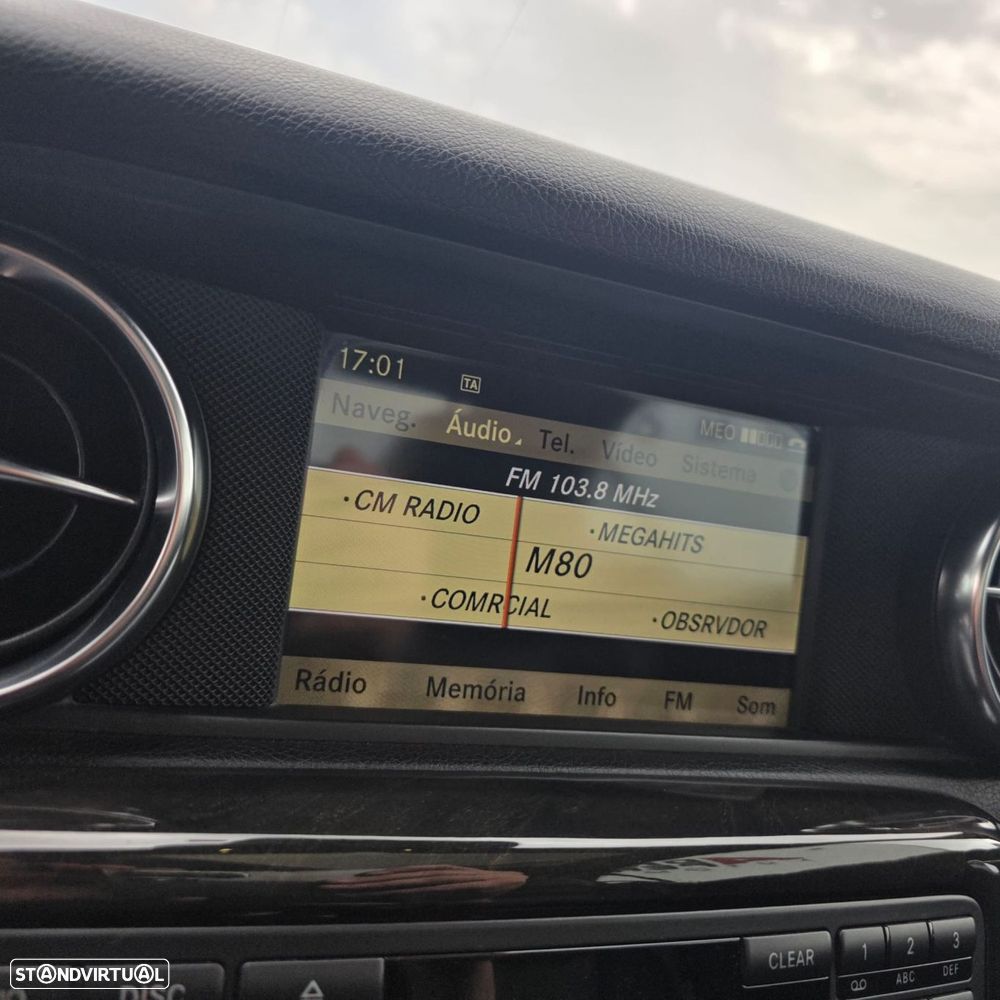 17:01 TA MEO
Naveg. Áudio Tel. Vídeo Sistema
FM 103.8 MHz
·CM RADIO ·MEGAHITS
M80
·COMRCIAL ·OBSRVDOR
Rádio Memória Info FM Som
CLEAR 1 2 3
ABC DEF
DISC
STANDVIRTUAL